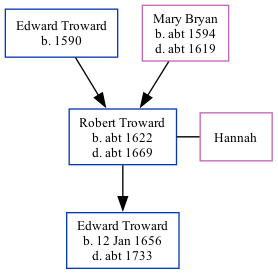 Edward Troward
b. 1590
Mary Bryan
b. abt 1594
d. abt 1619
Robert Troward
b. abt 1622
d. abt 1669
Hannah
Edward Troward
b. 12 Jan 1656
d. abt 1733